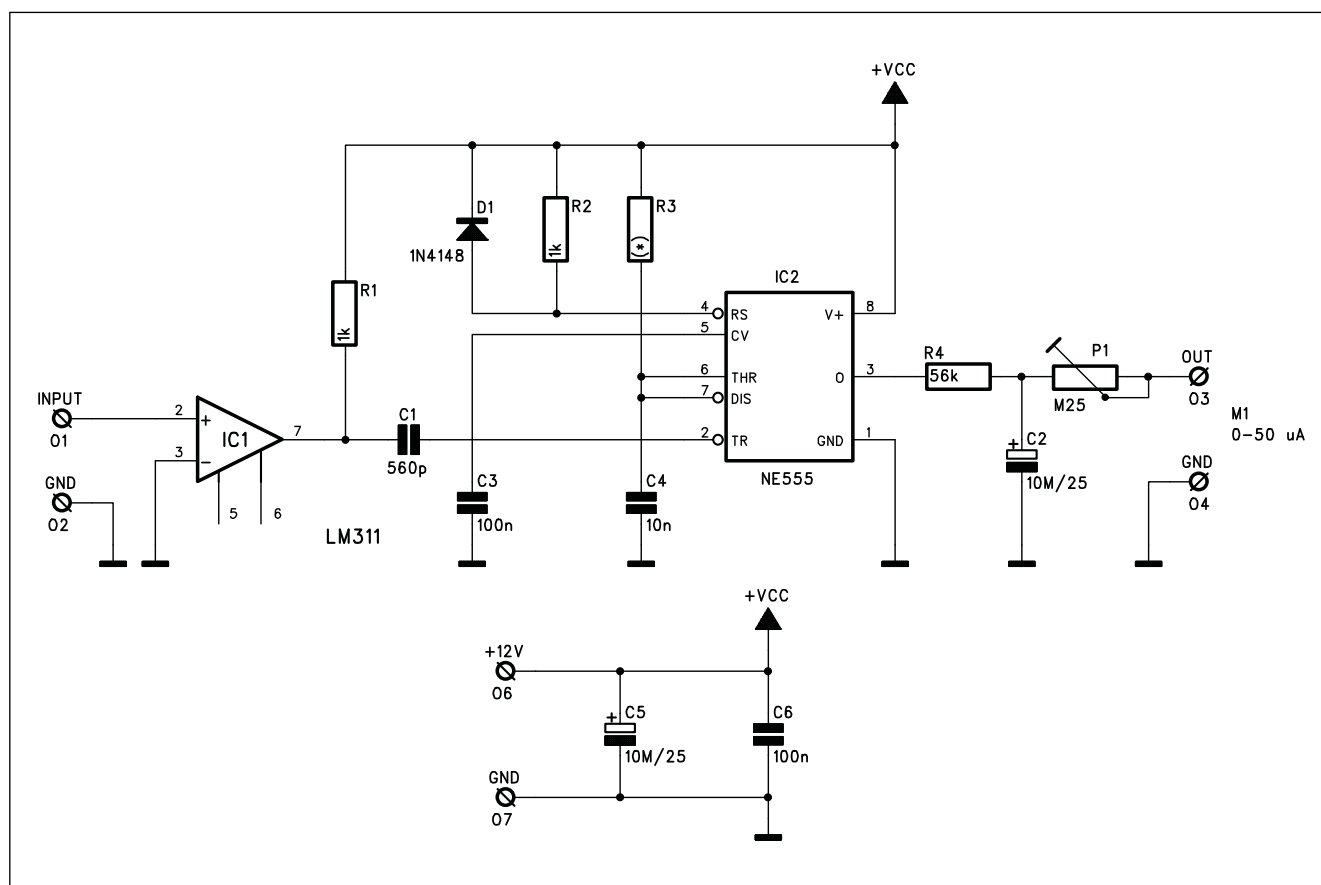 +VCC
D1
1N4148
R2
1k
R3
(*)
R1
1k
IC2
4
RS
5
CV
6
THR
7
DIS
2
TR
V+
8
O
3
GND
1
NE555
R4
56k
P1
M25
OUT
O3
M1
0-50 uA
INPUT
O1
2
+
3
−
IC1
7
5
6
LM311
C1
560p
GND
O2
C3
100n
C4
10n
+
C2
10M/25
GND
O4
+VCC
+12V
O6
+
C5
10M/25
C6
100n
GND
O7